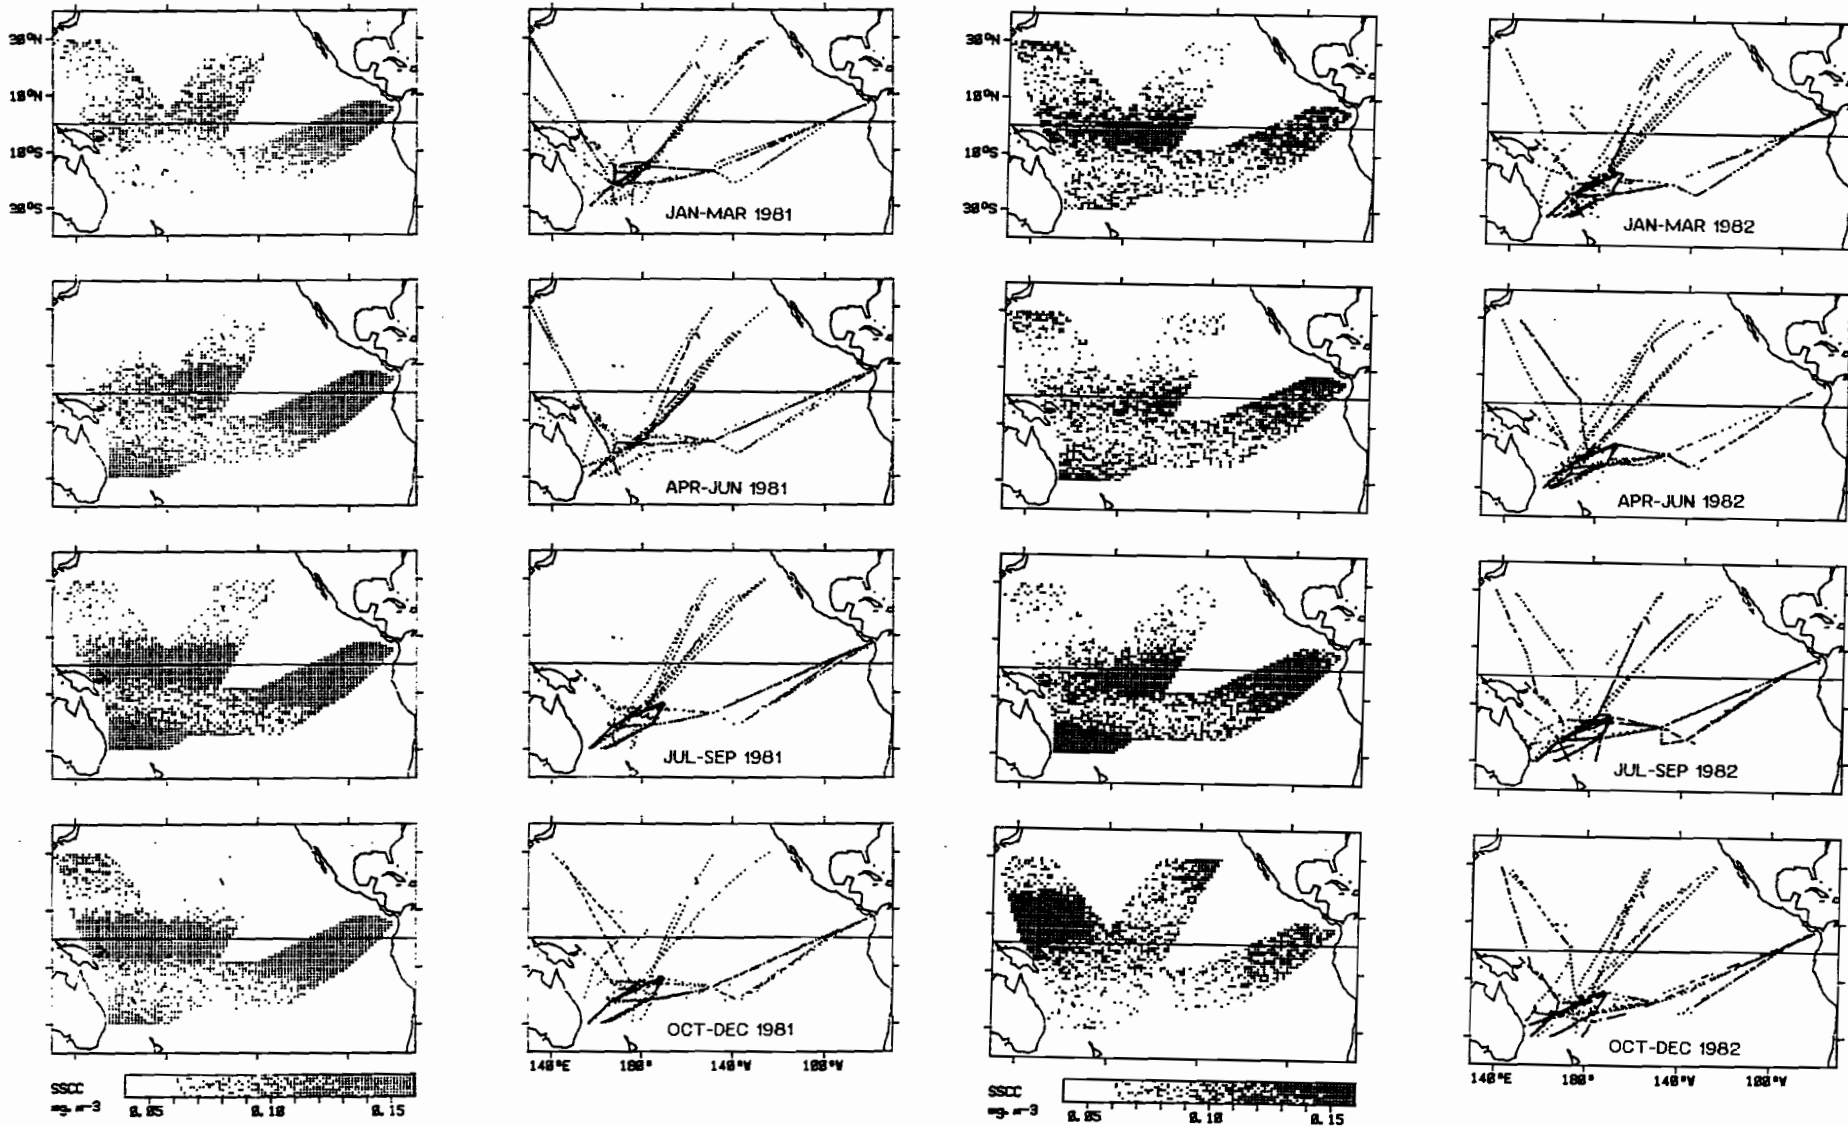 30°N
10°N
10°S
30°S
JAN-MAR 1981
30°N
10°N
10°S
30°S
JAN-MAR 1982
APR-JUN 1981
APR-JUN 1982
JUL-SEP 1981
JUL-SEP 1982
OCT-DEC 1981
140°E 180° 140°W 100°W
OCT-DEC 1982
140°E 180° 140°W 100°W
SSCC
mg.m-3
0.05 0.10 0.15
SSCC
mg.m-3
0.05 0.10 0.15